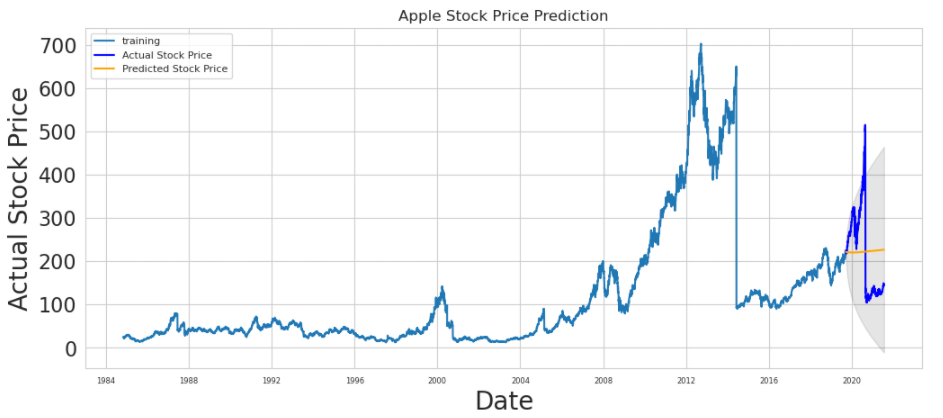 Apple Stock Price Prediction
training
Actual Stock Price
Predicted Stock Price
Actual Stock Price
700
600
500
400
300
200
100
0
1984 1988 1992 1996 2000 2004 2008 2012 2016 2020
Date